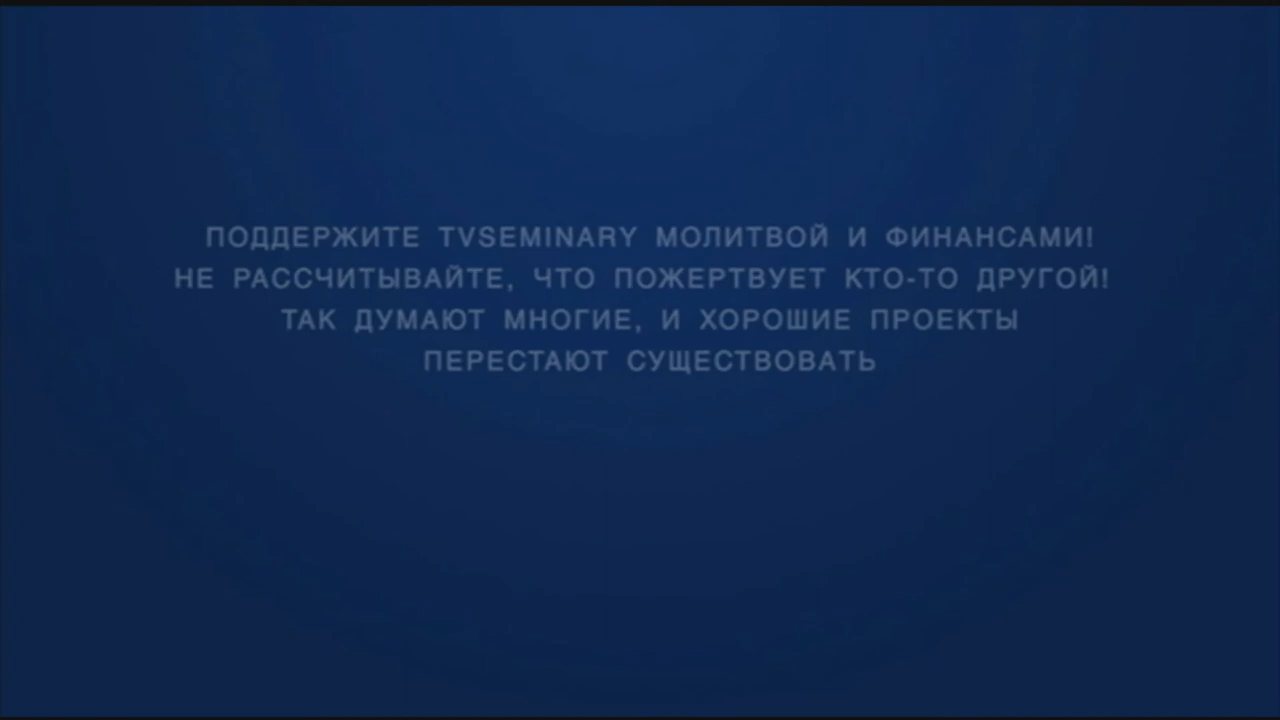 ПОДДЕРЖИТЕ TVSEMINARY МОЛИТВОЙ И ФИНАНСАМИ!
НЕ РАССЧИТЫВАЙТЕ, ЧТО ПОЖЕРТВУЕТ КТО-ТО ДРУГОЙ!
ТАК ДУМАЮТ МНОГИЕ, И ХОРОШИЕ ПРОЕКТЫ
ПЕРЕСТАЮТ СУЩЕСТВОВАТЬ